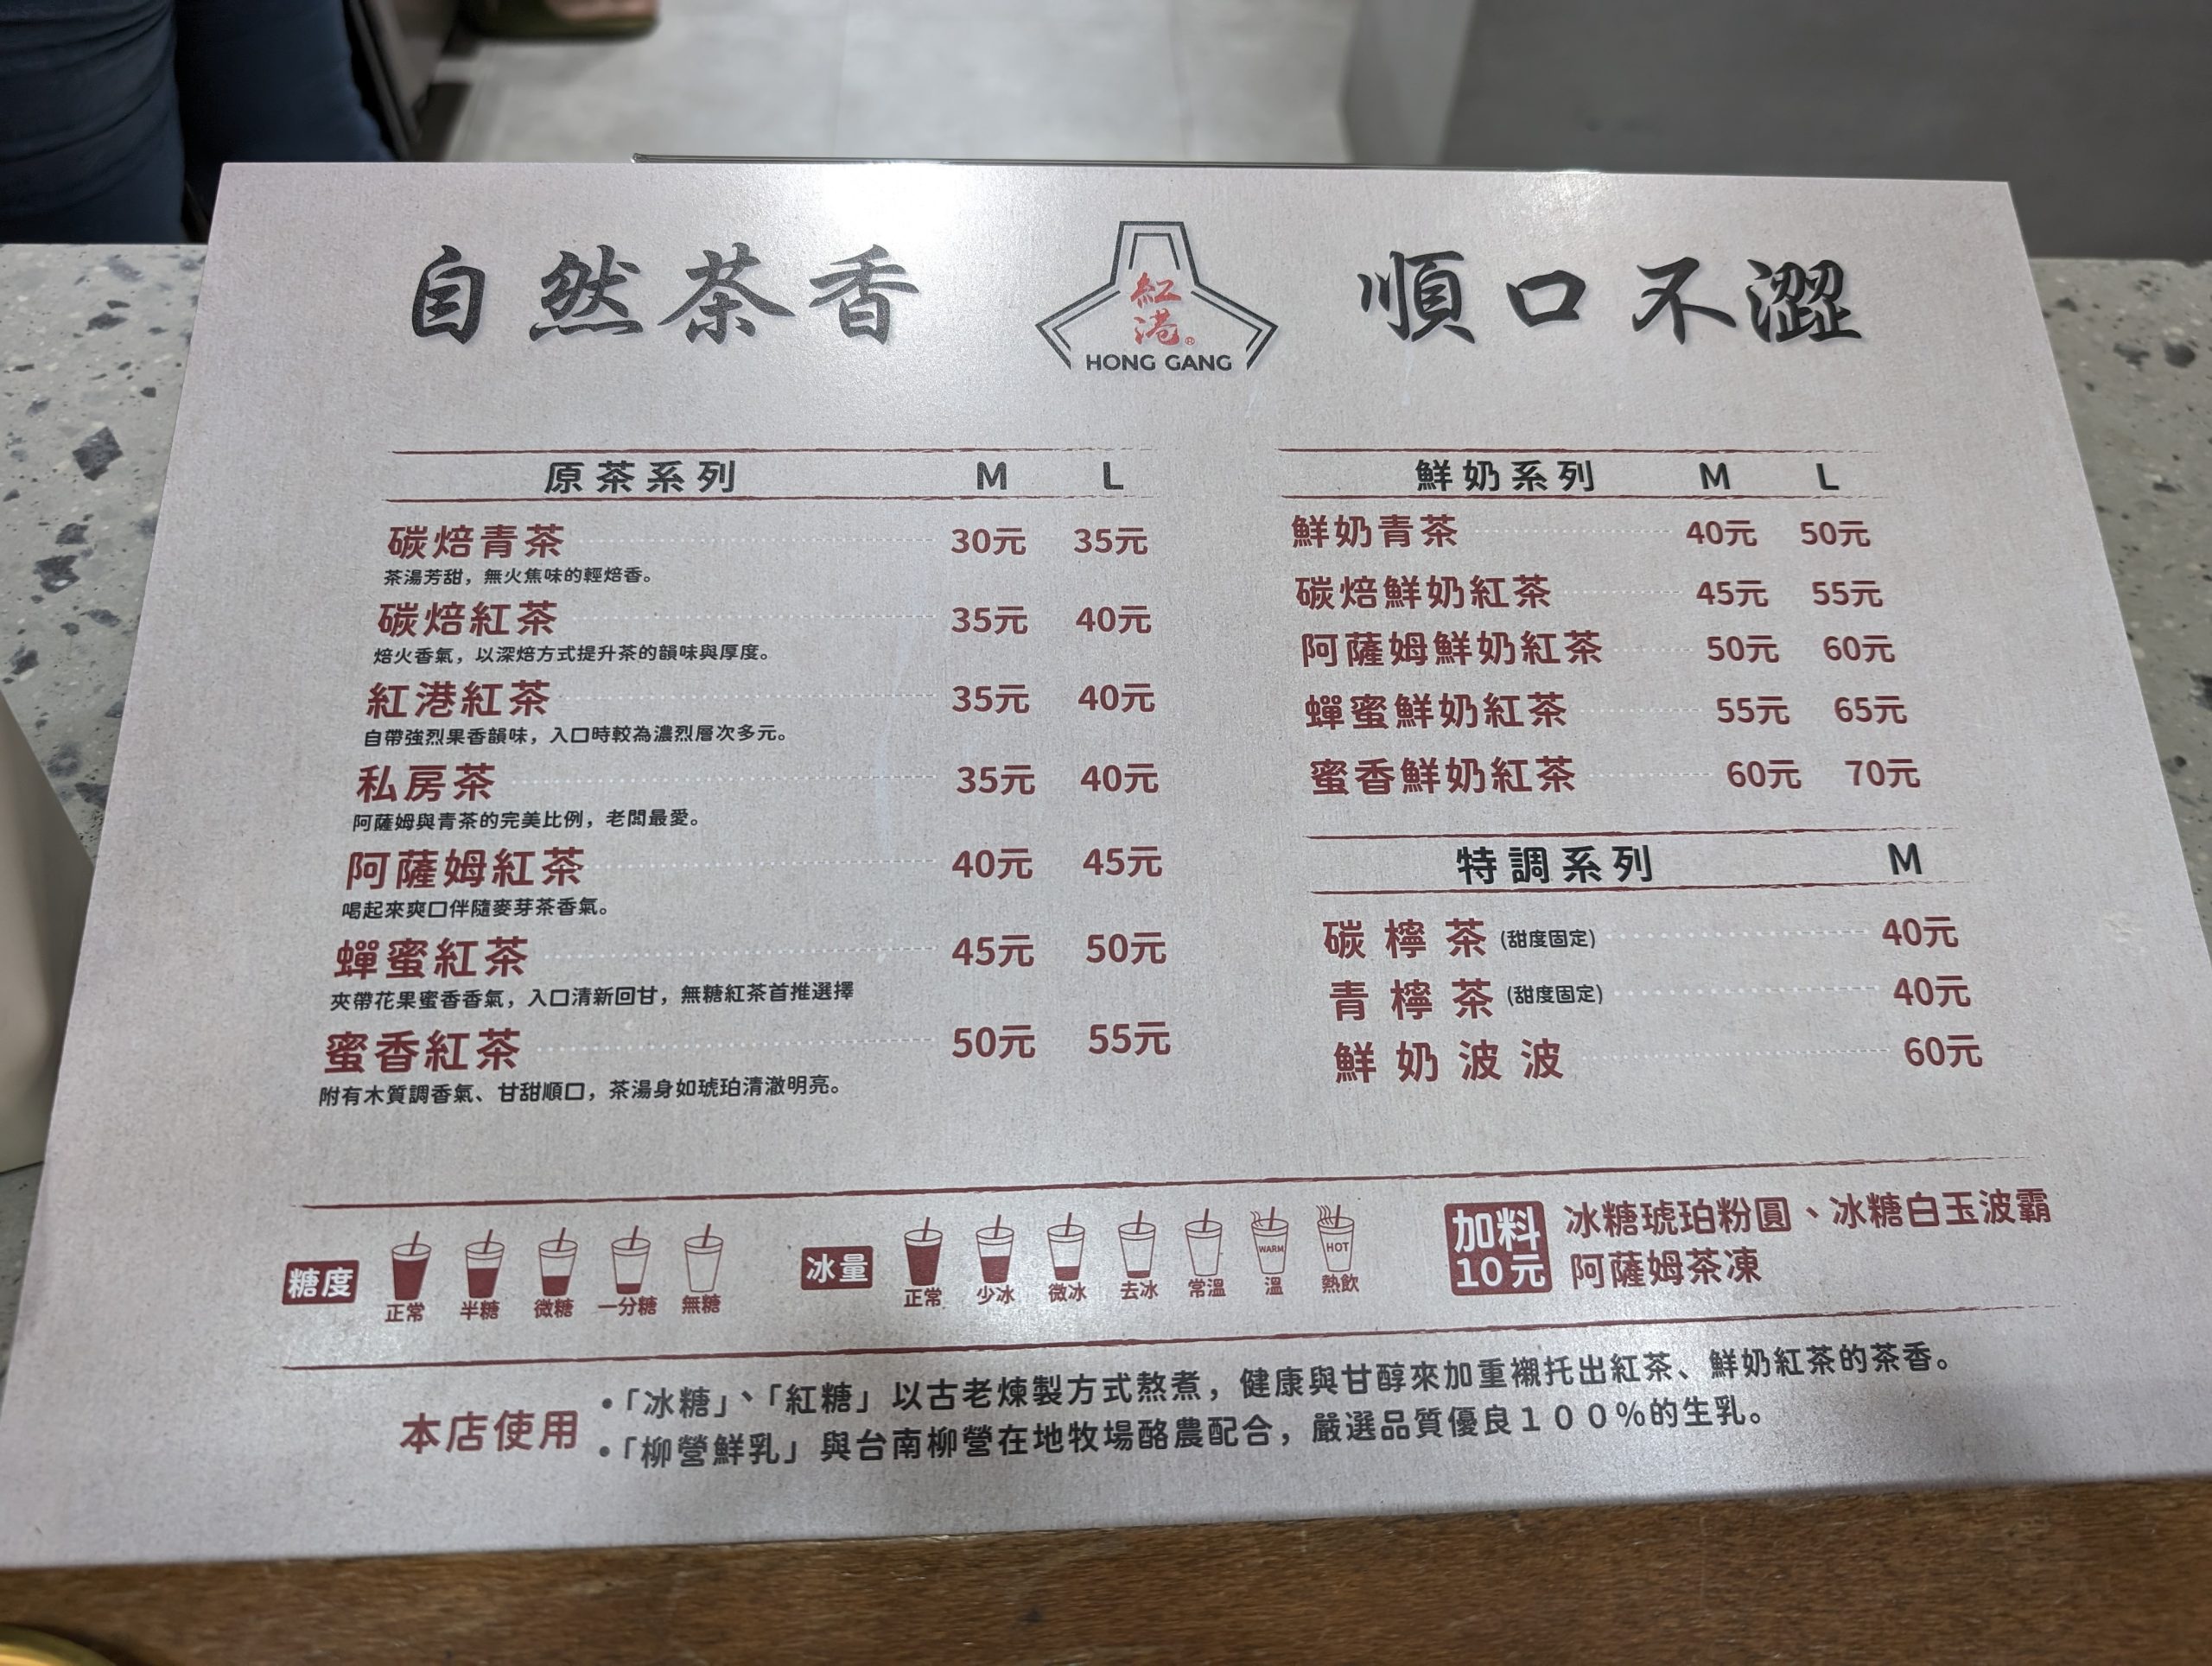 自然茶香
紅港®
HONG GANG
順口不澀
原茶系列 M L
碳焙青茶 30元 35元
茶湯芳甜，無火焦味的輕焙香。
碳焙紅茶 35元 40元
焙火香氣，以深焙方式提升茶的韻味與厚度。
紅港紅茶 35元 40元
自帶強烈果香韻味，入口時較為濃烈層次多元。
私房茶 35元 40元
阿薩姆與青茶的完美比例，老闆最愛。
阿薩姆紅茶 40元 45元
喝起來爽口伴隨麥芽茶香氣。
蟬蜜紅茶 45元 50元
夾帶花果蜜香香氣，入口清新回甘，無糖紅茶首推選擇
蜜香紅茶 50元 55元
附有木質調香氣、甘甜順口，茶湯身如琥珀清澈明亮。
鮮奶系列 M L
鮮奶青茶 40元 50元
碳焙鮮奶紅茶 45元 55元
阿薩姆鮮奶紅茶 50元 60元
蟬蜜鮮奶紅茶 55元 65元
蜜香鮮奶紅茶 60元 70元
特調系列 M
碳檸茶(甜度固定) 40元
青檸茶(甜度固定) 40元
鮮奶波波 60元
糖度 正常 半糖 微糖 一分糖 無糖
WARM HOT
冰量 正常 少冰 微冰 去冰 常溫 溫 熱飲
加料
10元
冰糖琥珀粉圓、冰糖白玉波霸
阿薩姆茶凍
本店使用
•「冰糖」、「紅糖」以古老煉製方式熬煮，健康與甘醇來加重襯托出紅茶、鮮奶紅茶的茶香。
•「柳營鮮乳」與台南柳營在地牧場酪農配合，嚴選品質優良１００%的生乳。